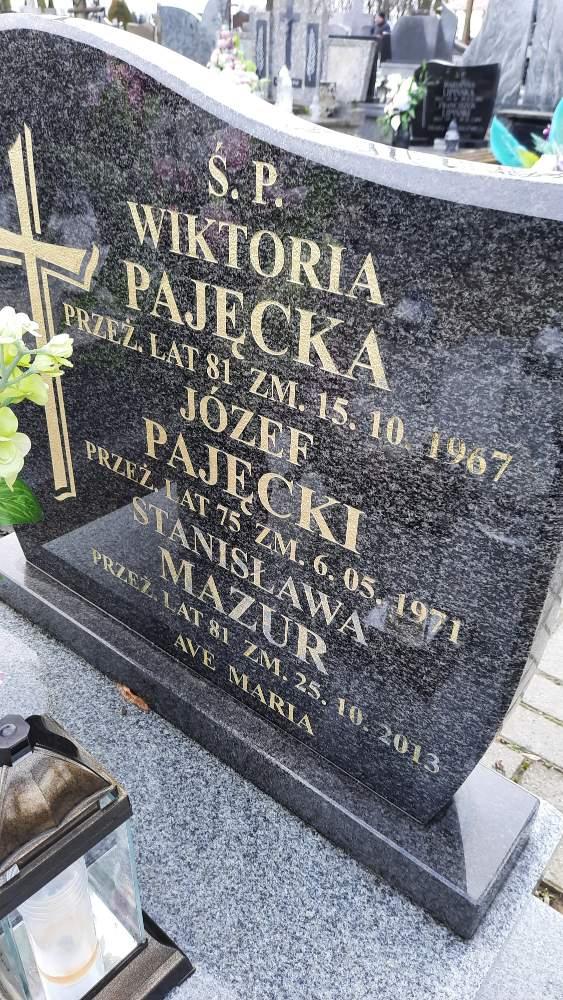 Ś. P.
WIKTORIA
PAJĘCKA
PRZEŻ. LAT 81 ZM. 15. 10. 1967
JÓZEF
PAJĘCKI
PRZEŻ. LAT 75 ZM. 6. 05. 1971
STANISŁAWA
MAZUR
PRZEŻ. LAT 81 ZM. 25. 10. 2013
AVE MARIA